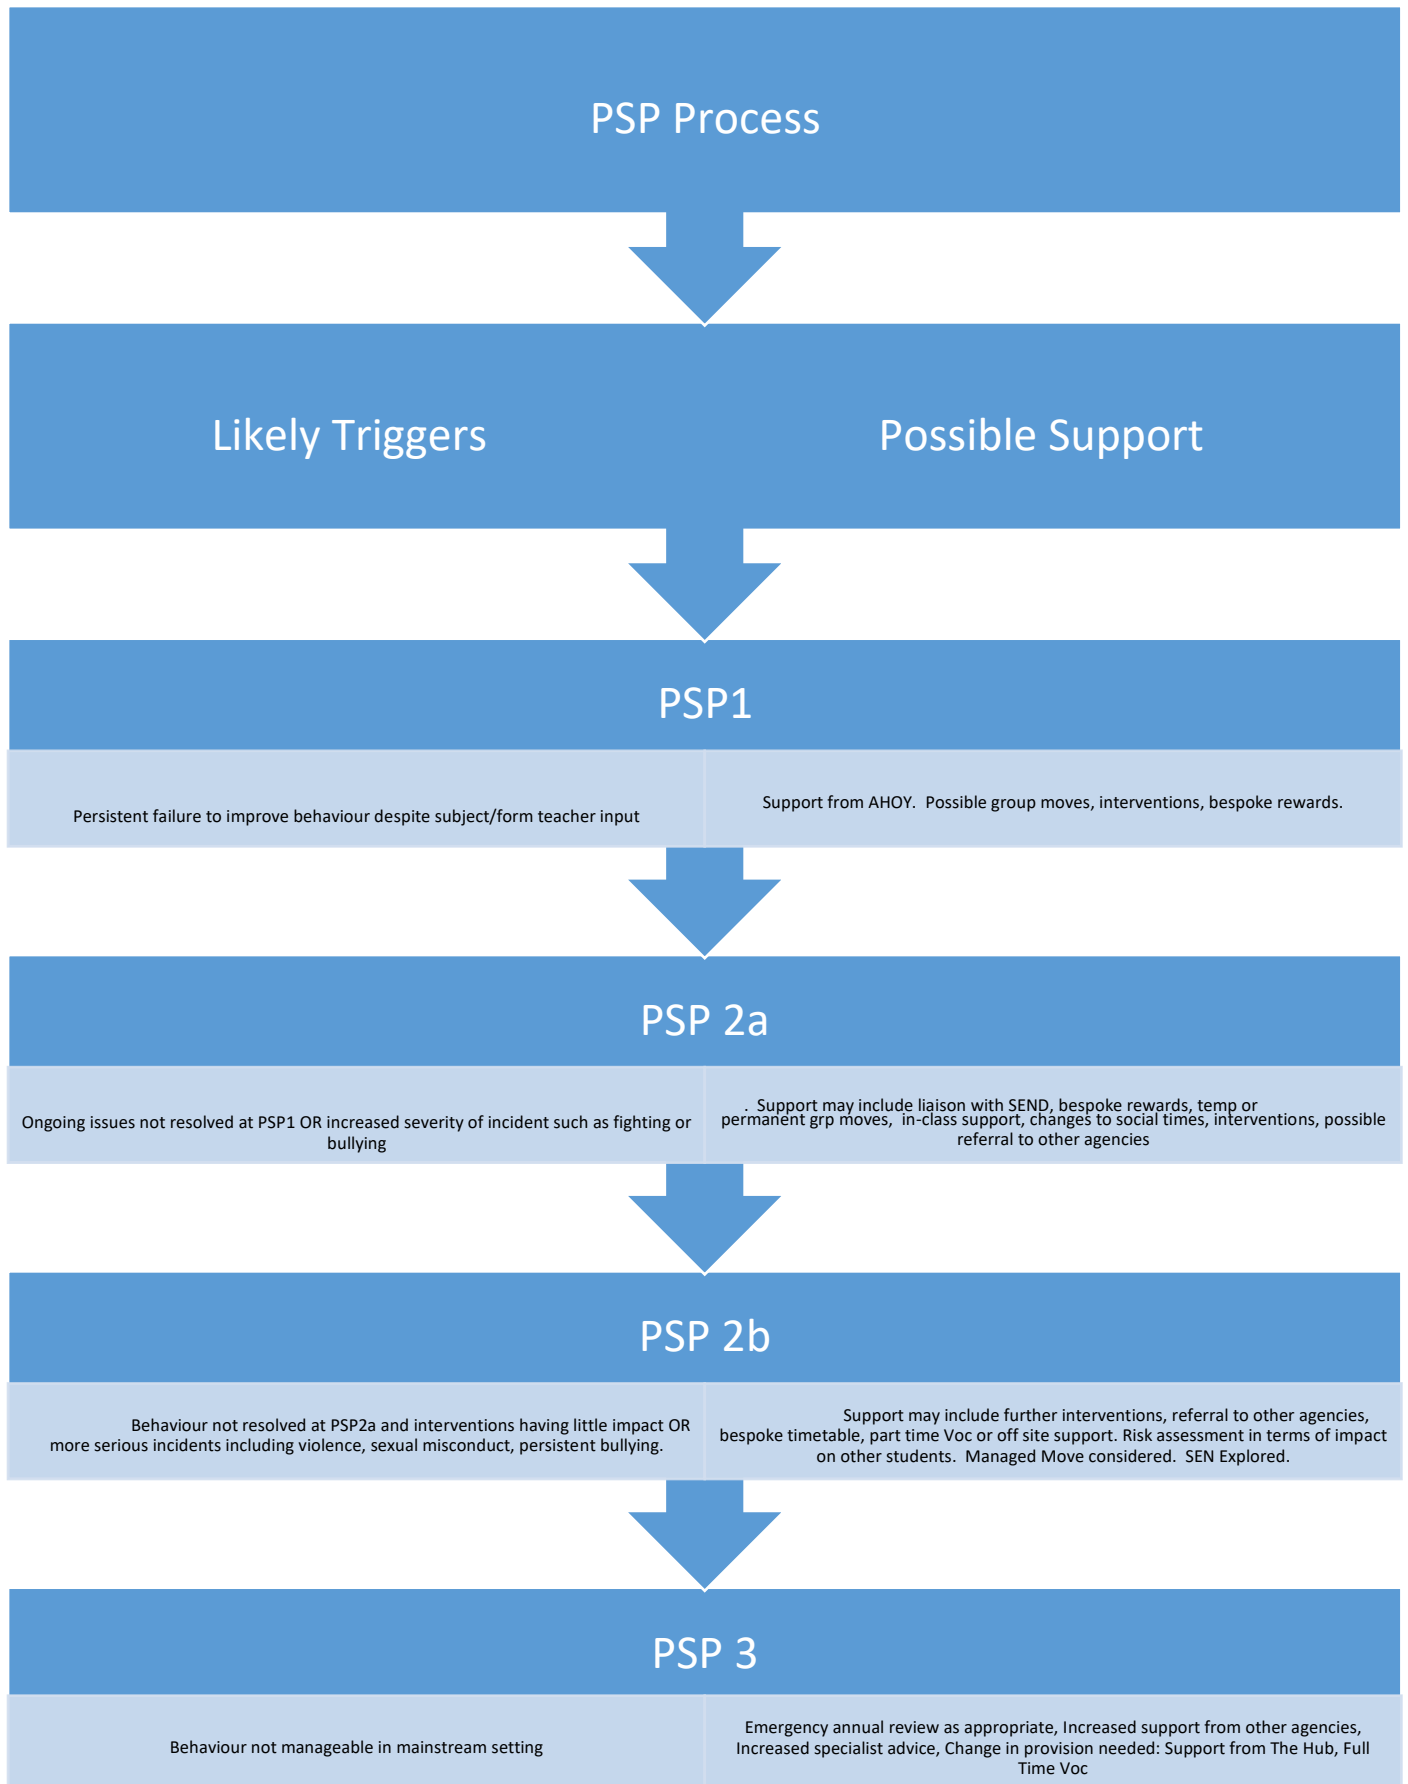 PSP Process
Likely Triggers
Possible Support
PSP1
Persistent failure to improve behaviour despite subject/form teacher input
Support from AHOY.  Possible group moves, interventions, bespoke rewards.
PSP 2a
Ongoing issues not resolved at PSP1 OR increased severity of incident such as fighting or
bullying
.  Support may include liaison with SEND, bespoke rewards, temp or
permanent grp moves,  in-class support, changes to social times, interventions, possible
referral to other agencies
PSP 2b
Behaviour not resolved at PSP2a and interventions having little impact OR
more serious incidents including violence, sexual misconduct, persistent bullying.
Support may include further interventions, referral to other agencies,
bespoke timetable, part time Voc or off site support. Risk assessment in terms of impact
on other students.  Managed Move considered.  SEN Explored.
PSP 3
Behaviour not manageable in mainstream setting
Emergency annual review as appropriate, Increased support from other agencies,
Increased specialist advice, Change in provision needed: Support from The Hub, Full
Time Voc